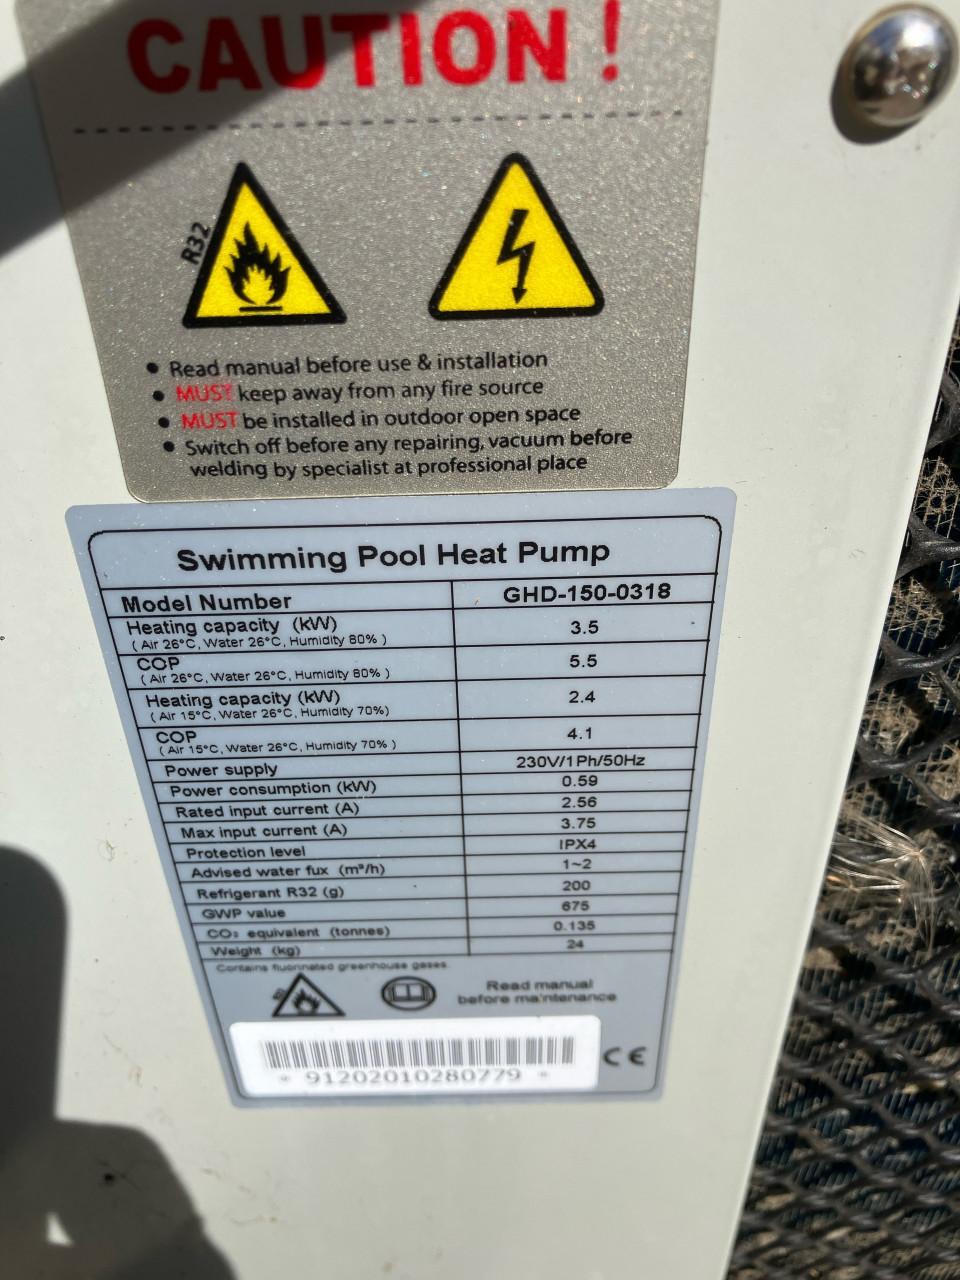 CAUTION !
R32
• Read manual before use & installation
• MUST keep away from any fire source
• MUST be installed in outdoor open space
• Switch off before any repairing, vacuum before
welding by specialist at professional place
Swimming Pool Heat Pump
Model Number GHD-150-0318
Heating capacity (kW) 3.5
( Air 26°C, Water 26°C, Humidity 80% )
COP 5.5
( Air 26°C, Water 26°C, Humidity 80% )
Heating capacity (kW) 2.4
( Air 15°C, Water 26°C, Humidity 70%)
COP 4.1
( Air 15°C, Water 26°C, Humidity 70% )
Power supply 230V/1Ph/50Hz
Power consumption (kW) 0.59
Rated input current (A) 2.56
Max input current (A) 3.75
Protection level IPX4
Advised water fux (m³/h) 1~2
Refrigerant R32 (g) 200
GWP value 675
CO₂ equivalent (tonnes) 0.135
Weight (kg) 24
Contains fluorinated greenhouse gases
Read manual
before maintenance
* 91202010280779 *
CE